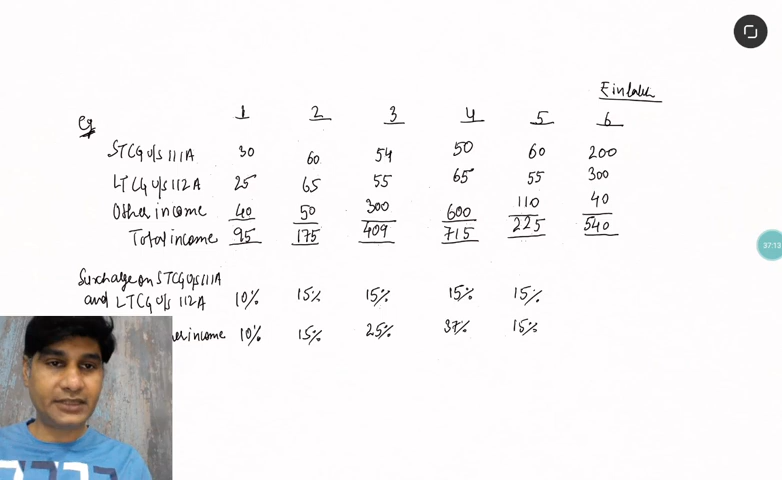 ₹ in lakh
Eg 1 2 3 4 5 6
STCG u/s 111A 30 60 54 50 60 200
LTCG u/s 112A 25 65 55 65 55 300
Other income 40 50 300 600 110 40
Total income 95 175 409 715 225 540
Surcharge on STCG u/s 111A
and LTCG u/s 112A 10% 15% 15% 15% 15%
her income 10% 15% 25% 37% 15%
37:13